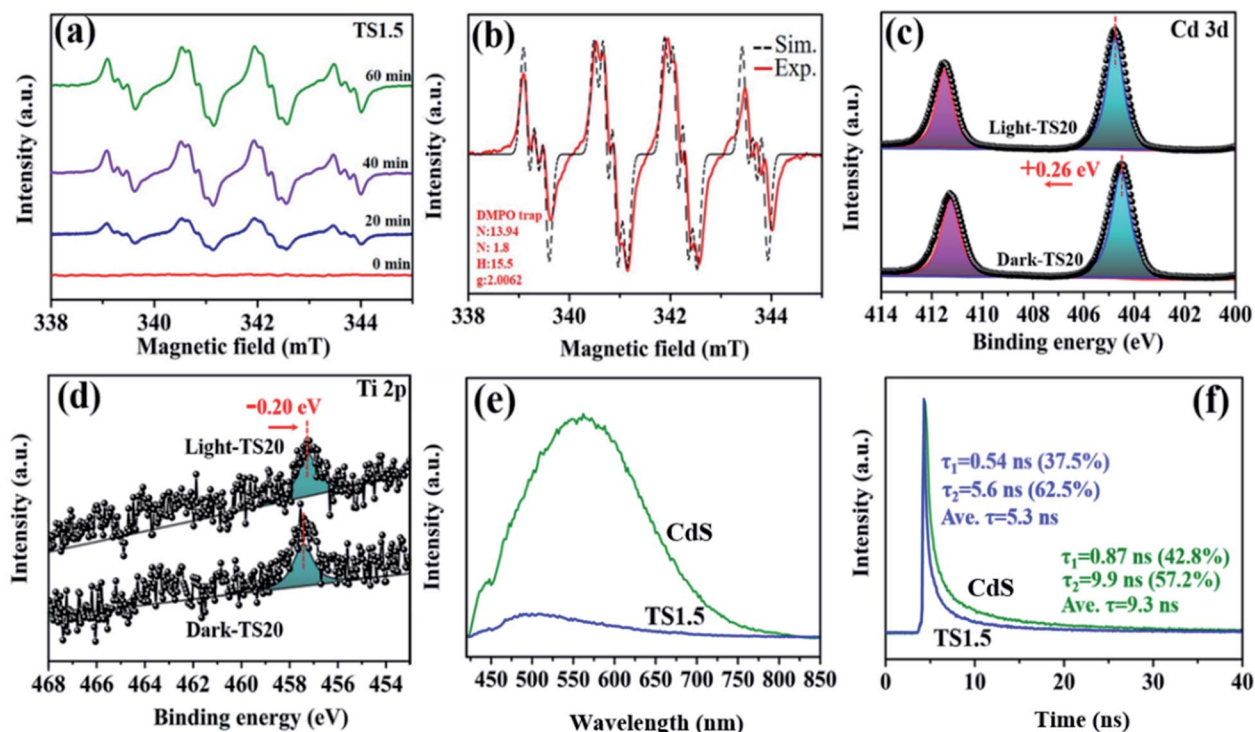 (a)
TS1.5
60 min
40 min
20 min
0 min
Intensity (a.u.)
338 340 342 344
Magnetic field (mT)
(b)
Sim.
Exp.
DMPO trap
N:13.94
N: 1.8
H:15.5
g:2.0062
Intensity (a.u.)
338 340 342 344
Magnetic field (mT)
(c)
Cd 3d
Light-TS20
+0.26 eV
Dark-TS20
Intensity (a.u.)
414 412 410 408 406 404 402 400
Binding energy (eV)
(d)
Ti 2p
−0.20 eV
Light-TS20
Dark-TS20
Intensity (a.u.)
468 466 464 462 460 458 456 454
Binding energy (eV)
(e)
CdS
TS1.5
Intensity (a.u.)
450 500 550 600 650 700 750 800 850
Wavelength (nm)
(f)
τ1=0.54 ns (37.5%)
τ2=5.6 ns (62.5%)
Ave. τ=5.3 ns
τ1=0.87 ns (42.8%)
τ2=9.9 ns (57.2%)
Ave. τ=9.3 ns
CdS
TS1.5
Intensity (a.u.)
0 10 20 30 40
Time (ns)